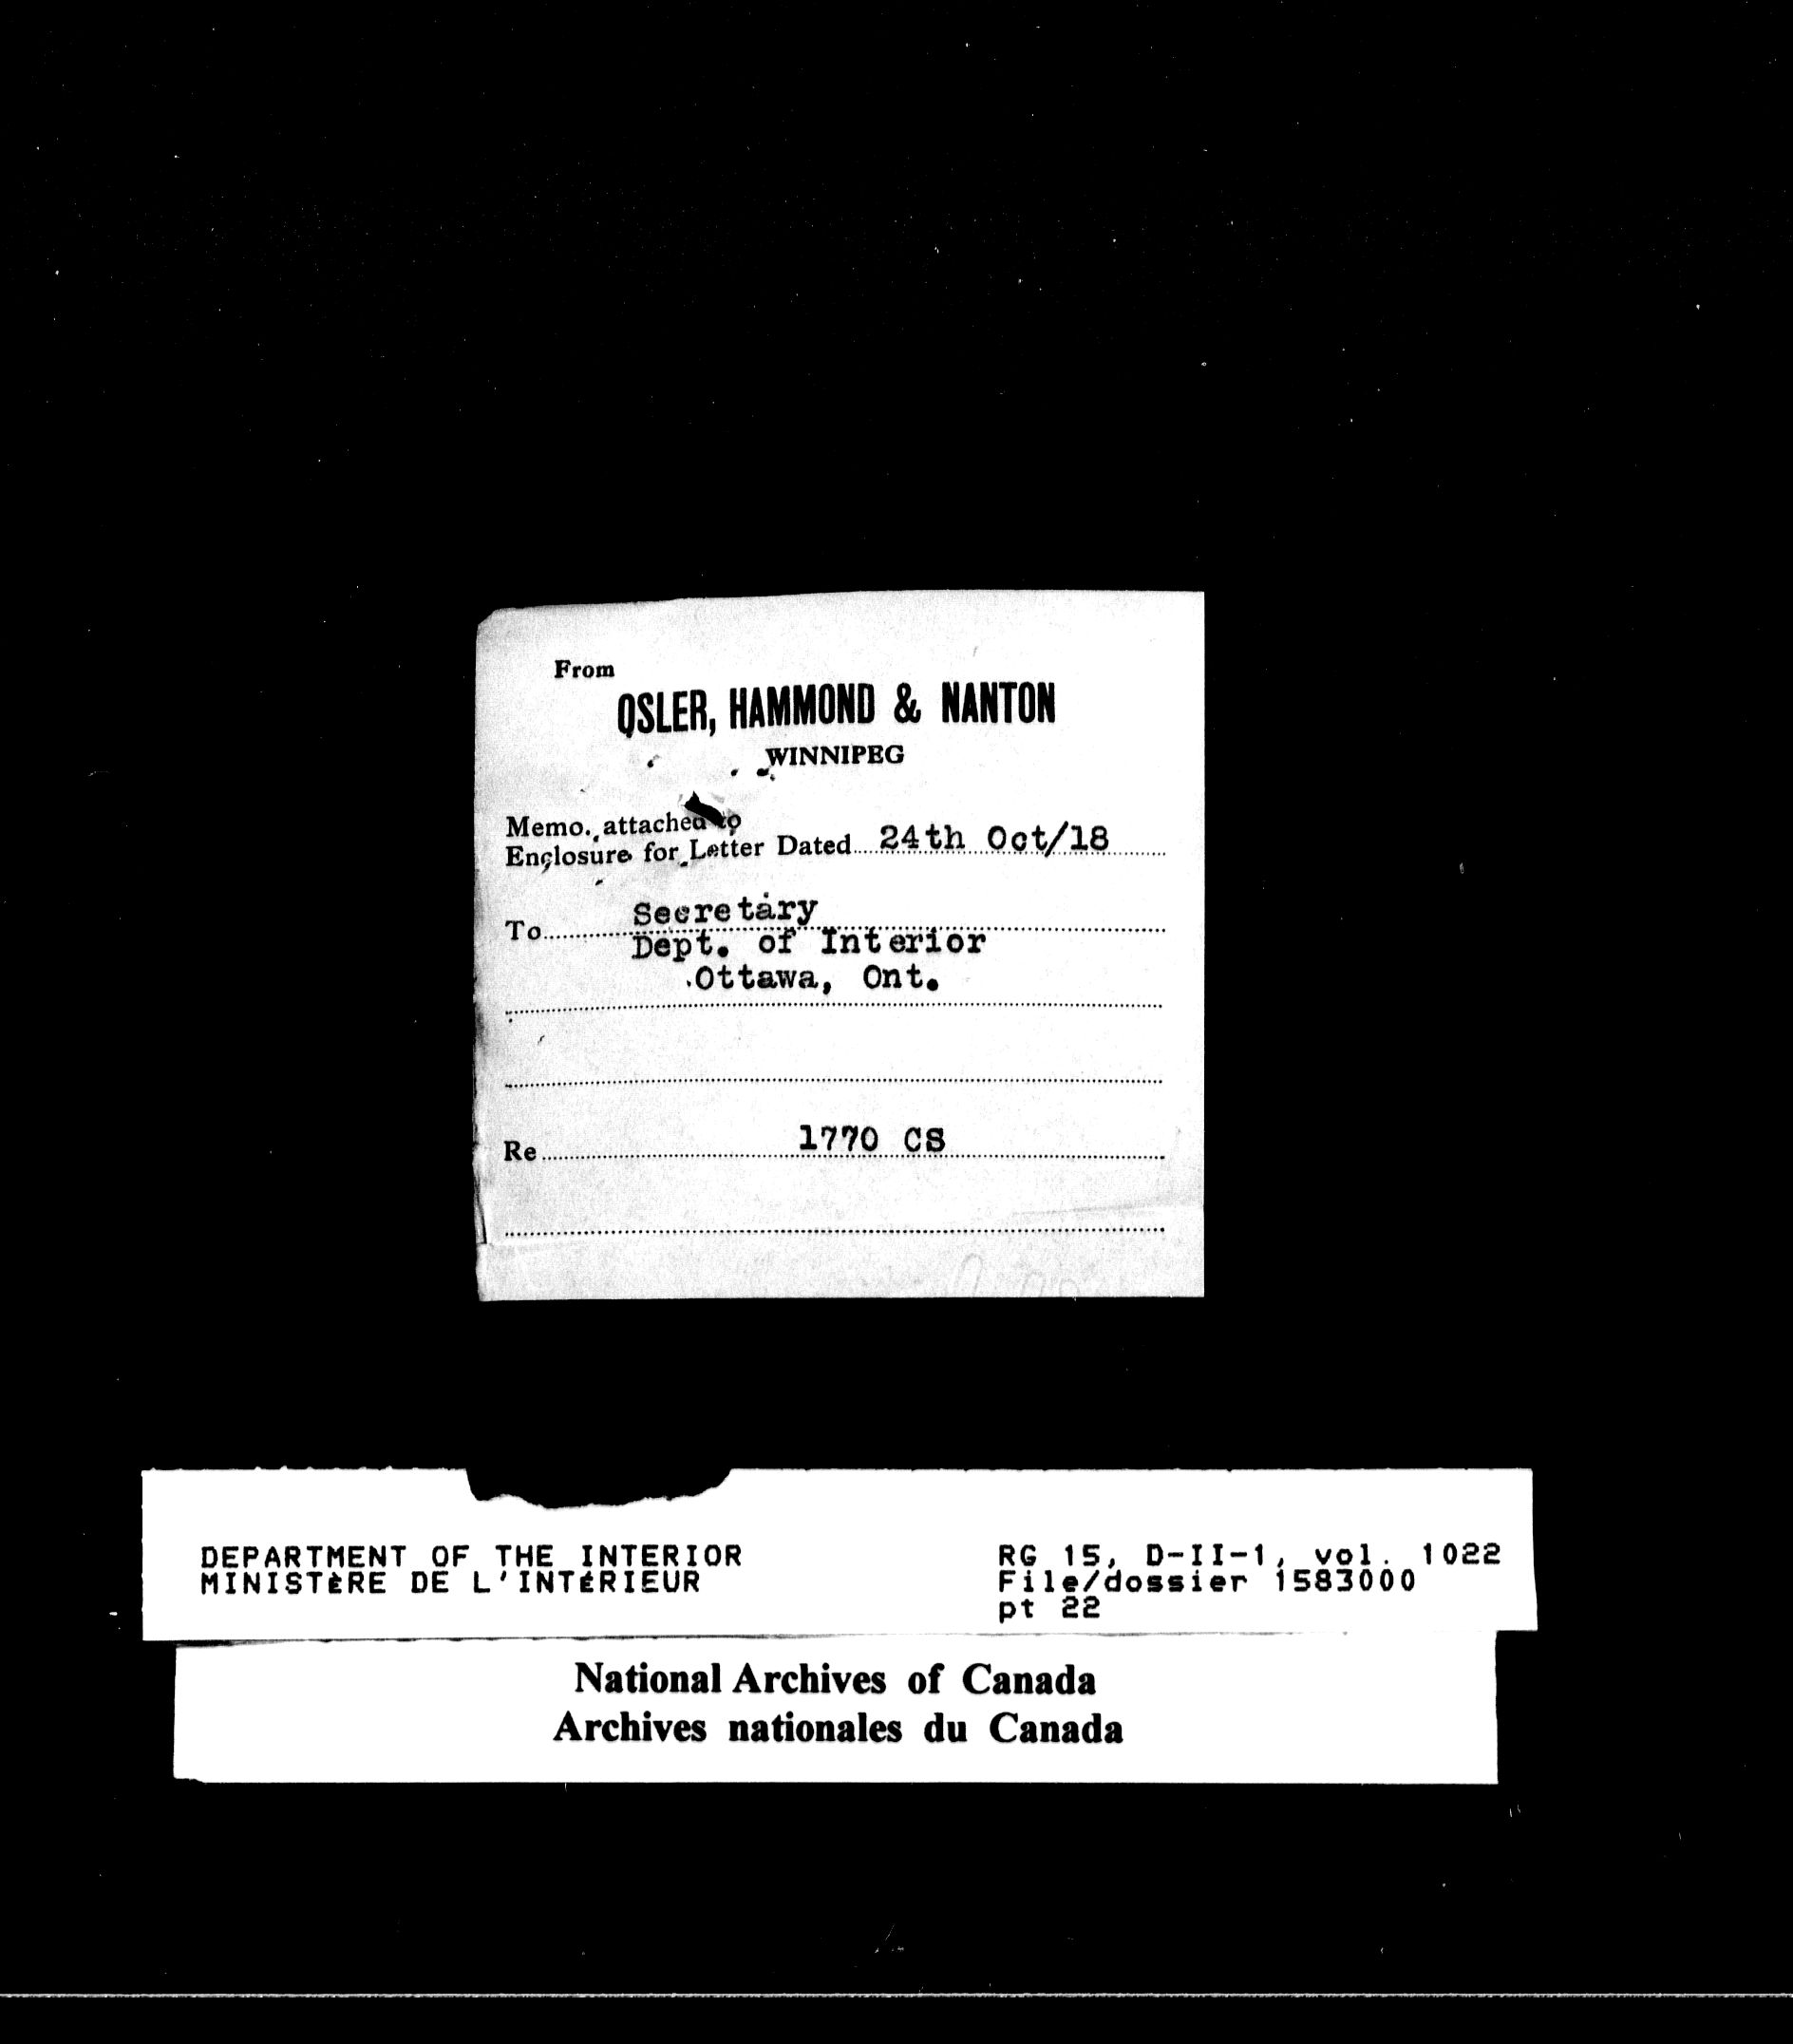 From
OSLER, HAMMOND & NANTON
WINNIPEG
Memo. attached to
Enclosure for Letter Dated 24th Oct/18
To Secretary
Dept. of Interior
Ottawa, Ont.
Re 1770 CS
DEPARTMENT OF THE INTERIOR
MINISTÈRE DE L'INTÉRIEUR
RG 15, D-II-1, vol. 1022
File/dossier 1583000
pt 22
National Archives of Canada
Archives nationales du Canada